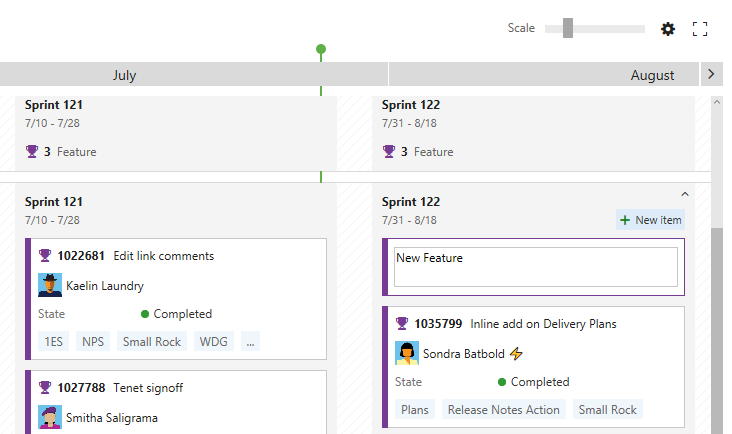 Scale
July
August
Sprint 121
7/10 - 7/28
3 Feature
Sprint 122
7/31 - 8/18
3 Feature
Sprint 121
7/10 - 7/28
1022681 Edit link comments
Kaelin Laundry
State Completed
1ES NPS Small Rock WDG ...
1027788 Tenet signoff
Smitha Saligrama
Sprint 122
7/31 - 8/18
+ New item
New Feature
1035799 Inline add on Delivery Plans
Sondra Batbold
State Completed
Plans Release Notes Action Small Rock